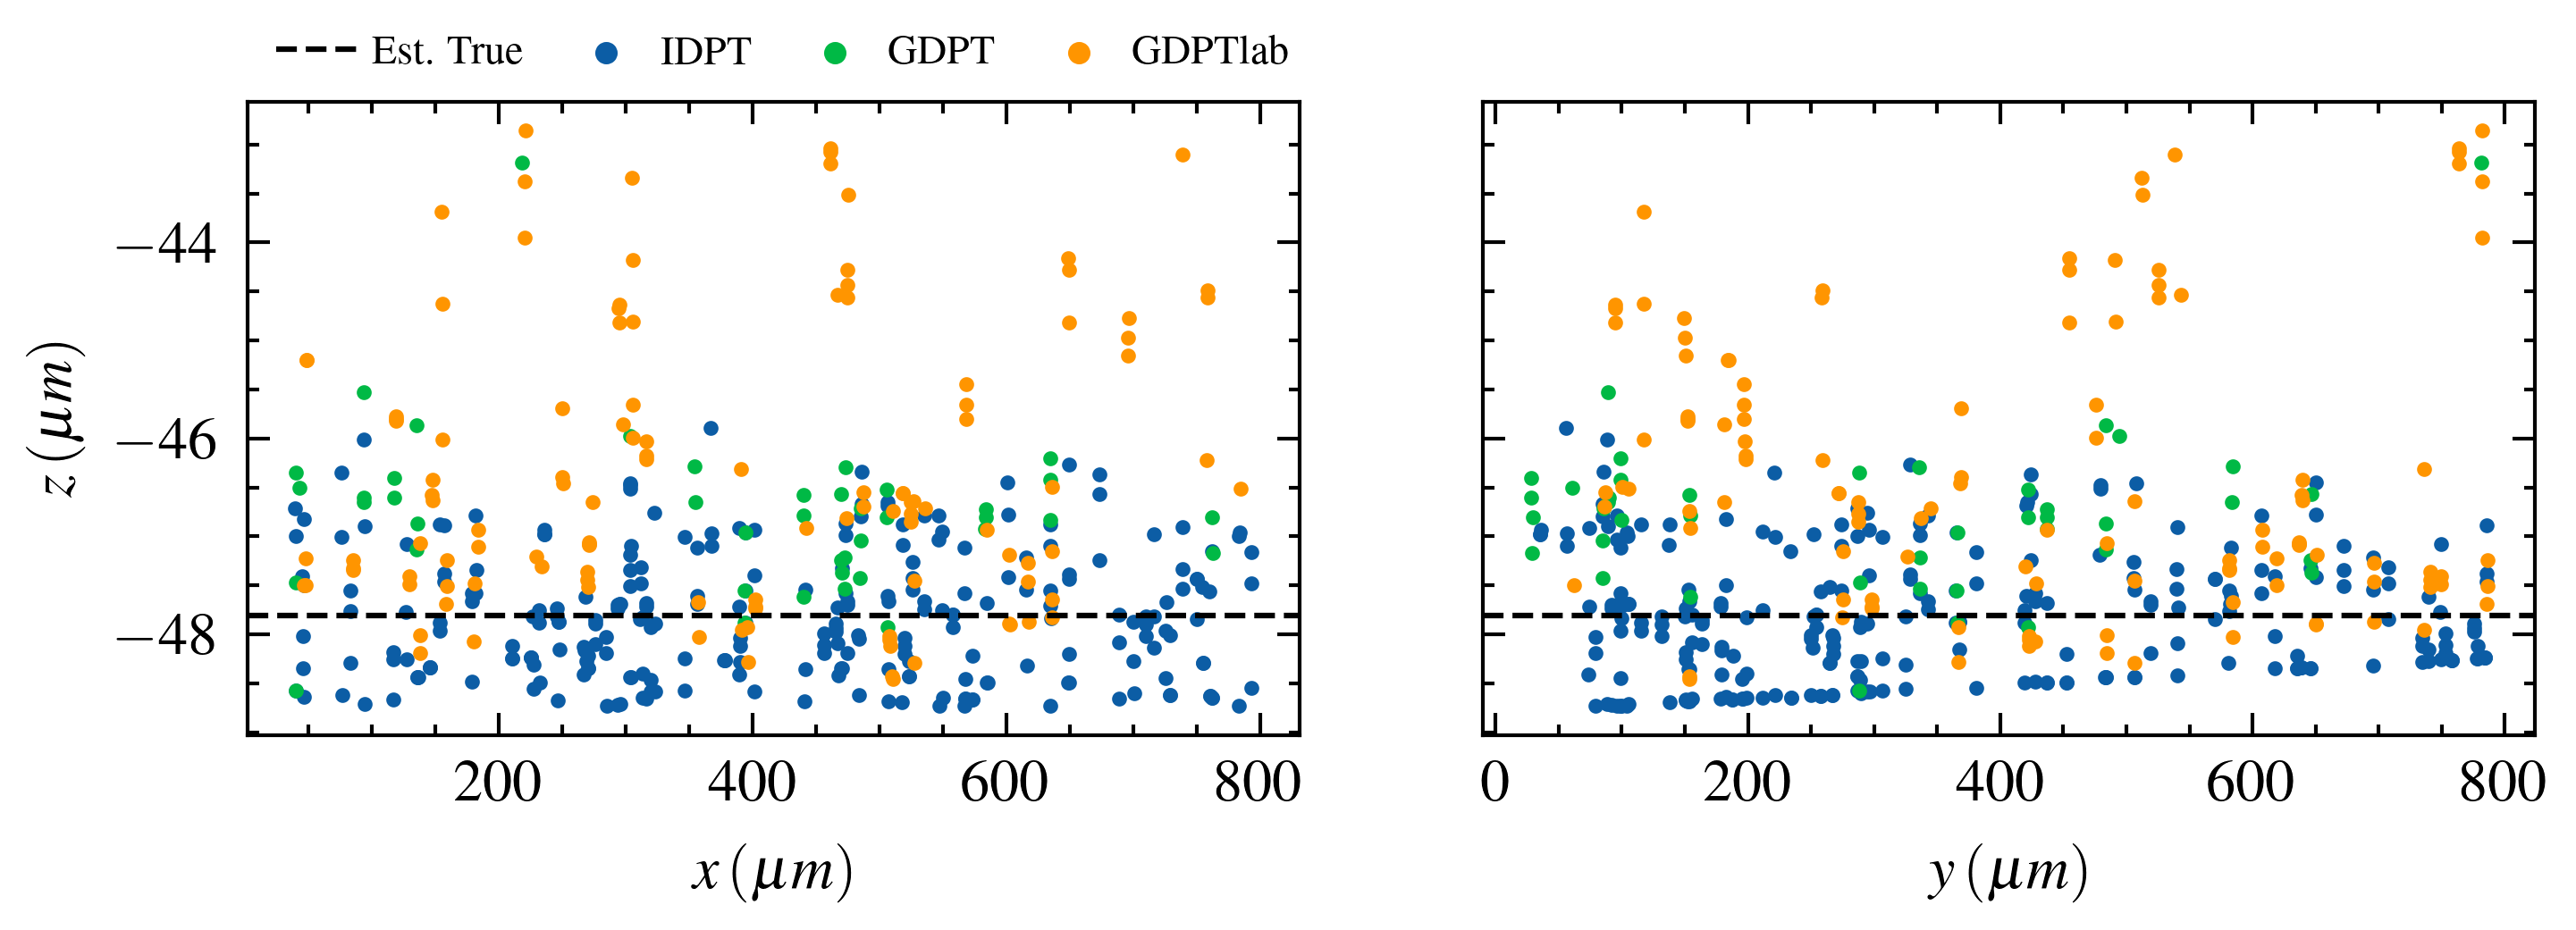 Est. True IDPT GDPT GDPTlab
z (μm)
−44
−46
−48
200 400 600 800
0 200 400 600 800
x (μm)
y (μm)